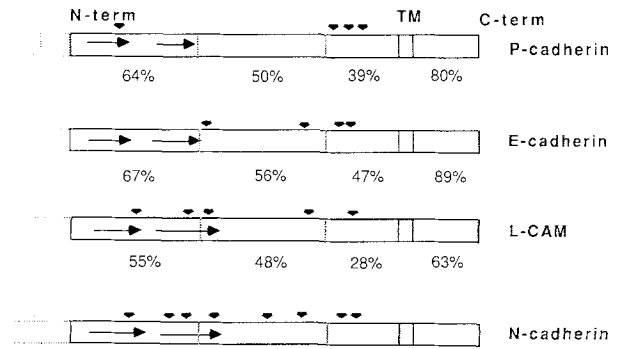 N-term TM C-term
P-cadherin
64% 50% 39% 80%
E-cadherin
67% 56% 47% 89%
L-CAM
55% 48% 28% 63%
N-cadherin